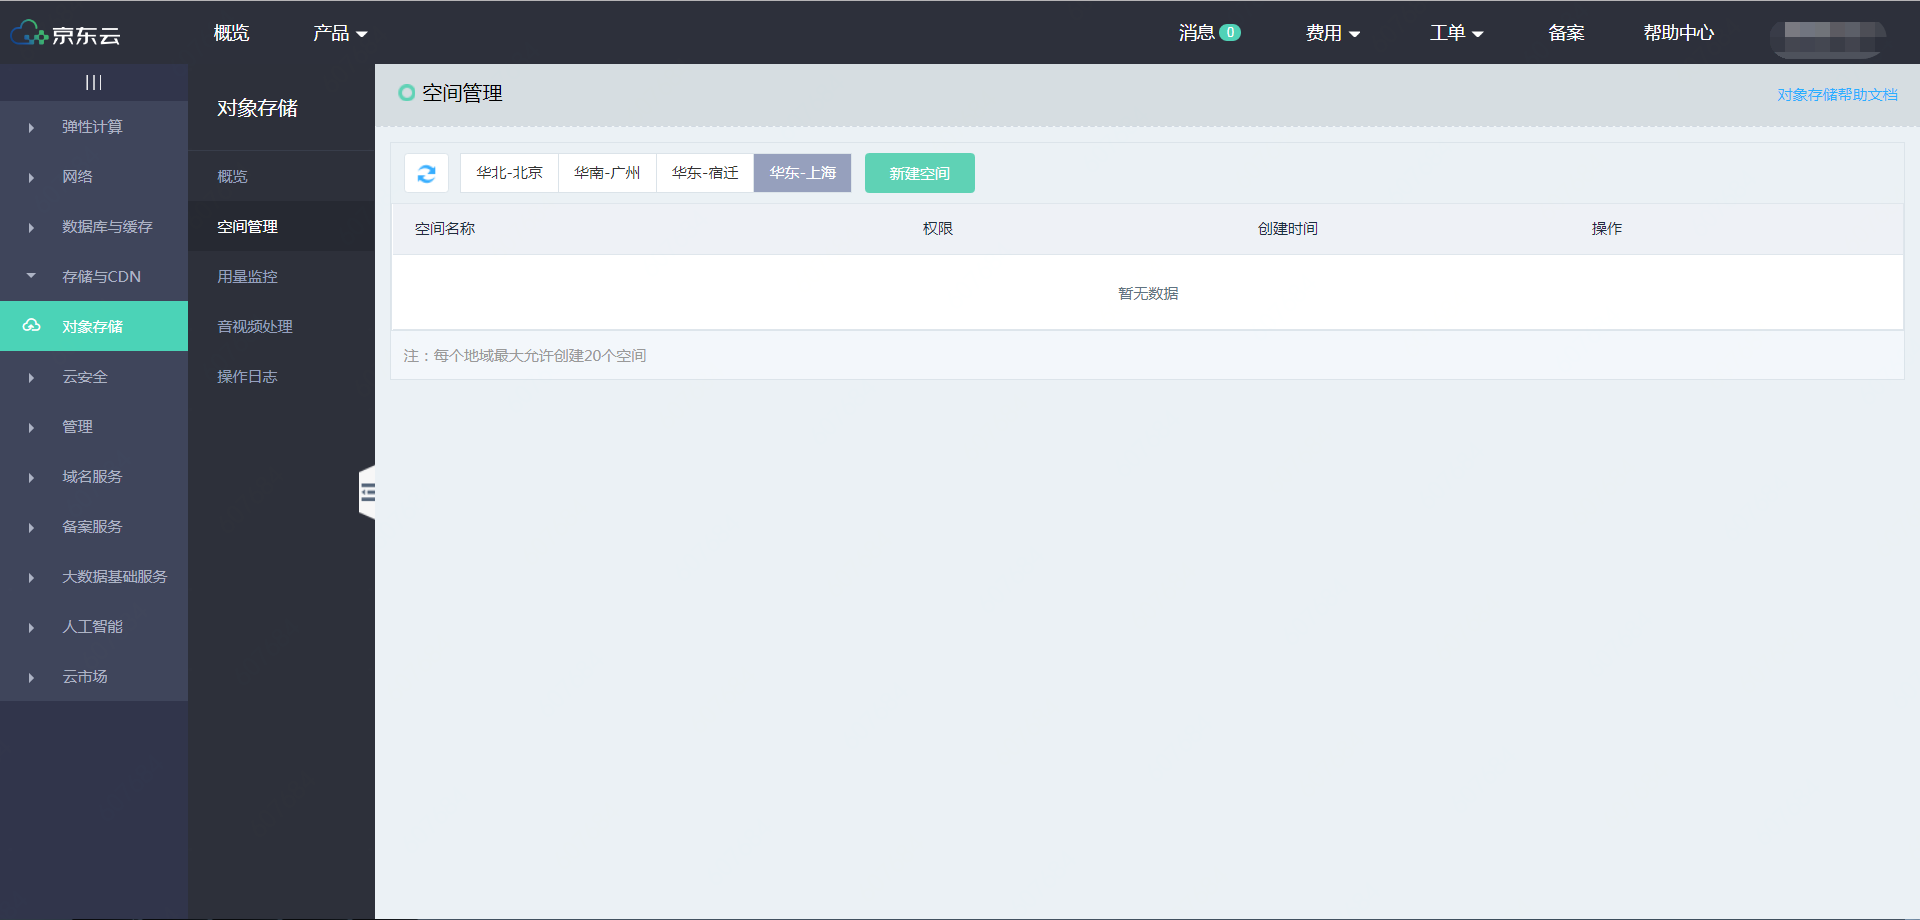 京东云
概览
产品
消息 0
费用
工单
备案
帮助中心
弹性计算
网络
数据库与缓存
存储与CDN
对象存储
云安全
管理
域名服务
备案服务
大数据基础服务
人工智能
云市场
对象存储
概览
空间管理
用量监控
音视频处理
操作日志
空间管理
对象存储帮助文档
华北-北京
华南-广州
华东-宿迁
华东-上海
新建空间
空间名称
权限
创建时间
操作
暂无数据
注：每个地域最大允许创建20个空间